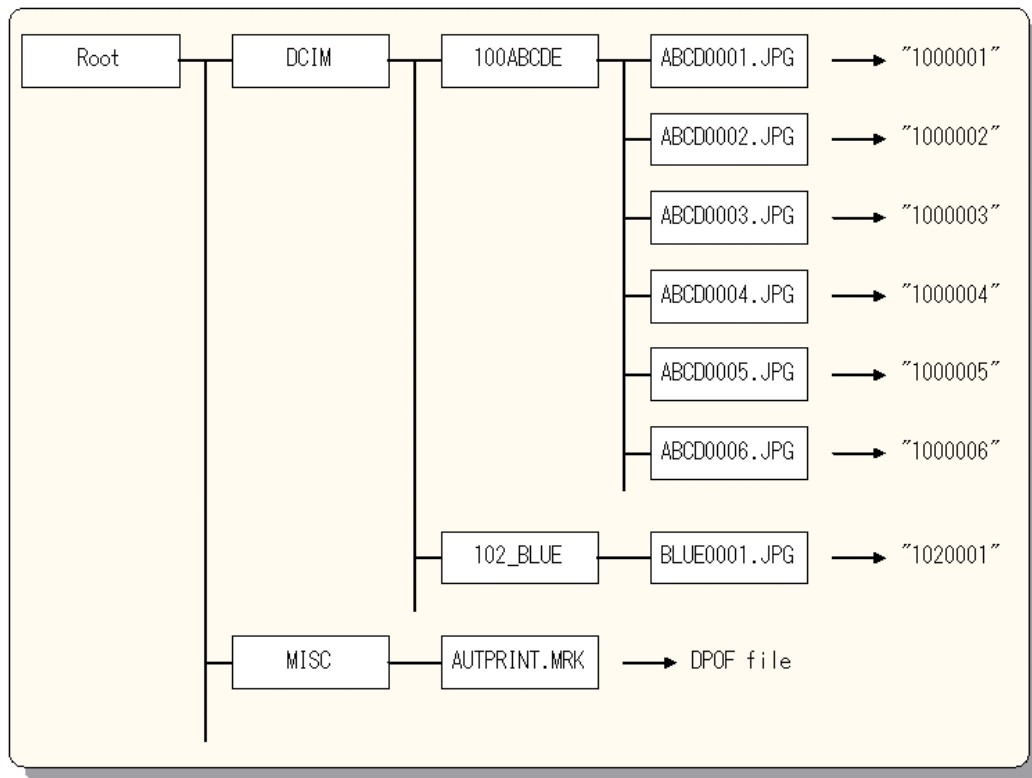 Root DCIM 100ABCDE ABCD0001.JPG "1000001"
ABCD0002.JPG "1000002"
ABCD0003.JPG "1000003"
ABCD0004.JPG "1000004"
ABCD0005.JPG "1000005"
ABCD0006.JPG "1000006"
102_BLUE BLUE0001.JPG "1020001"
MISC AUTPRINT.MRK DPOF file